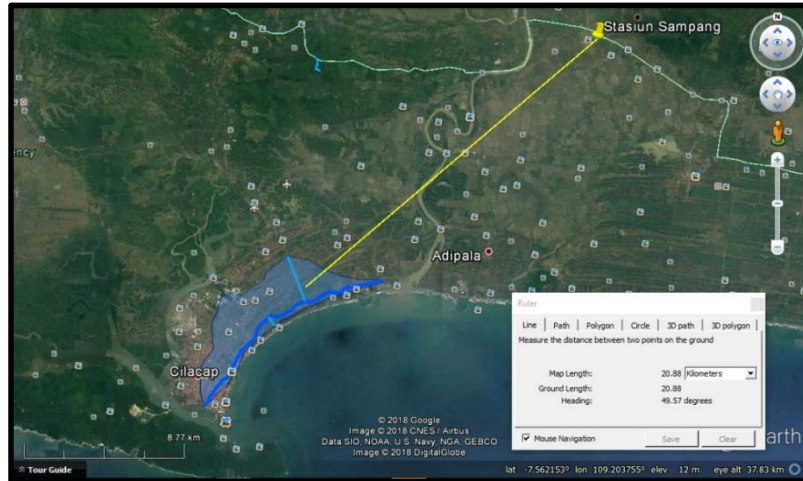 Stasiun Sampang
ency
Adipala
Cilacap
8.77 km
Ruler
Line Path Polygon Circle 3D path 3D polygon
Measure the distance between two points on the ground
Map Length: 20.88 Kilometers
Ground Length: 20.88
Heading: 49.57 degrees
Mouse Navigation Save Clear
© 2018 Google
Image © 2018 CNES / Airbus
Data SIO, NOAA, U.S. Navy, NGA, GEBCO
Image © 2018 DigitalGlobe
arth
Tour Guide
lat -7.562153° lon 109.203755° elev 12 m eye alt 37.83 km